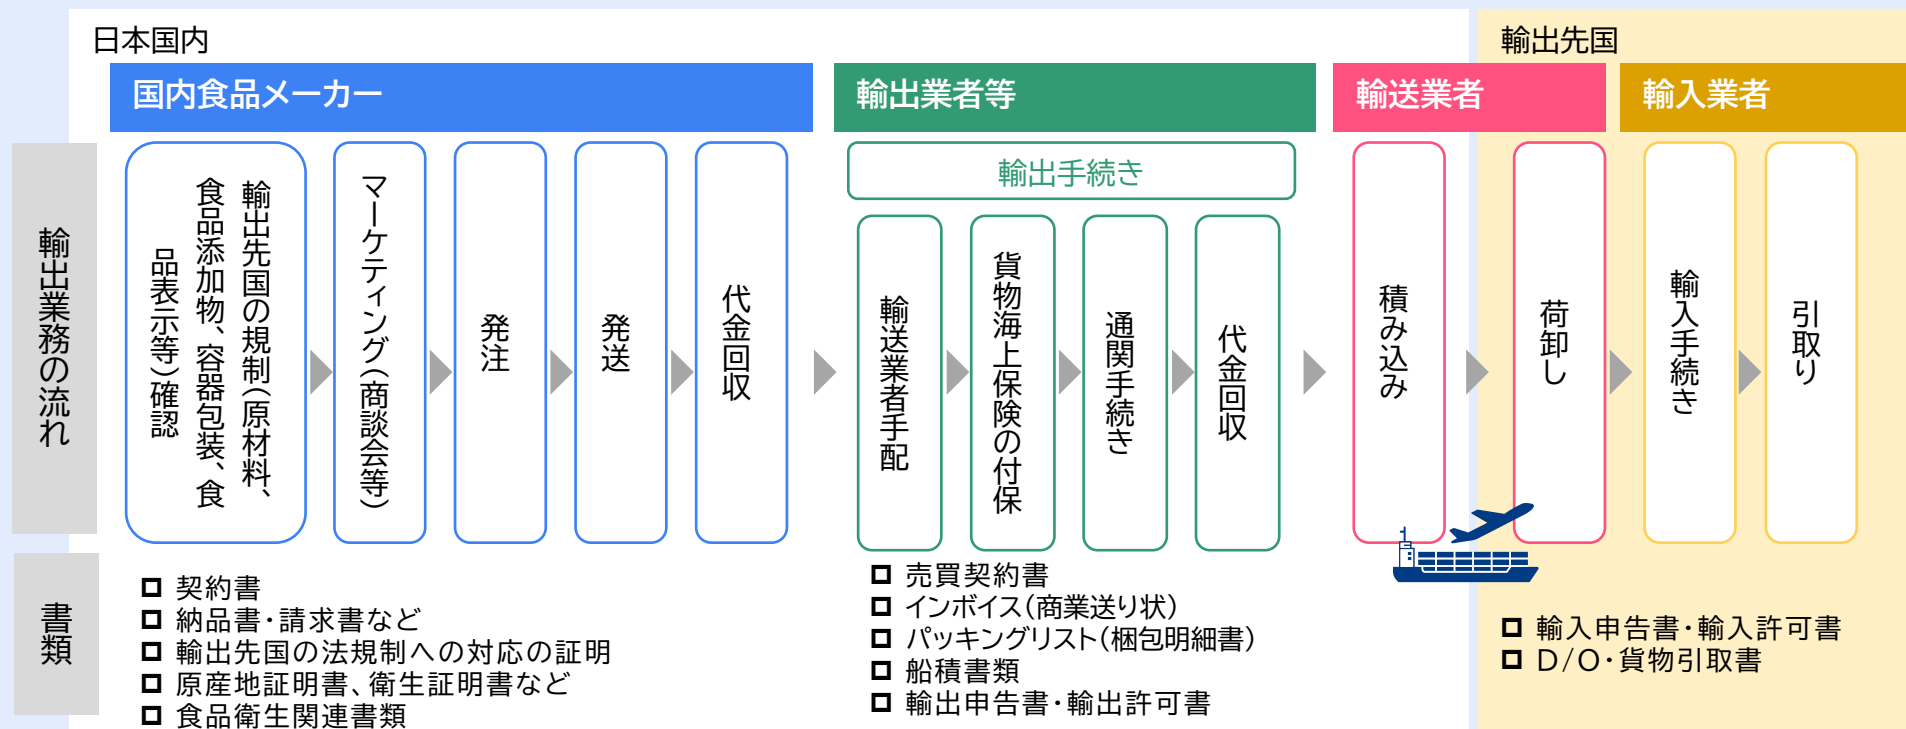 日本国内
輸出先国
国内食品メーカー
輸出業者等
輸送業者
輸入業者
輸出業務の流れ
輸出先国の規制(原材料、
食品添加物、容器包装、食
品表示等)確認
マーケティング(商談会等)
発注
発送
代金回収
輸出手続き
輸送業者手配
貨物海上保険の付保
通関手続き
代金回収
積み込み
荷卸し
輸入手続き
引取り
書類
契約書
納品書・請求書など
輸出先国の法規制への対応の証明
原産地証明書、衛生証明書など
食品衛生関連書類
売買契約書
インボイス(商業送り状)
パッキングリスト(梱包明細書)
船積書類
輸出申告書・輸出許可書
輸入申告書・輸入許可書
D/O・貨物引取書